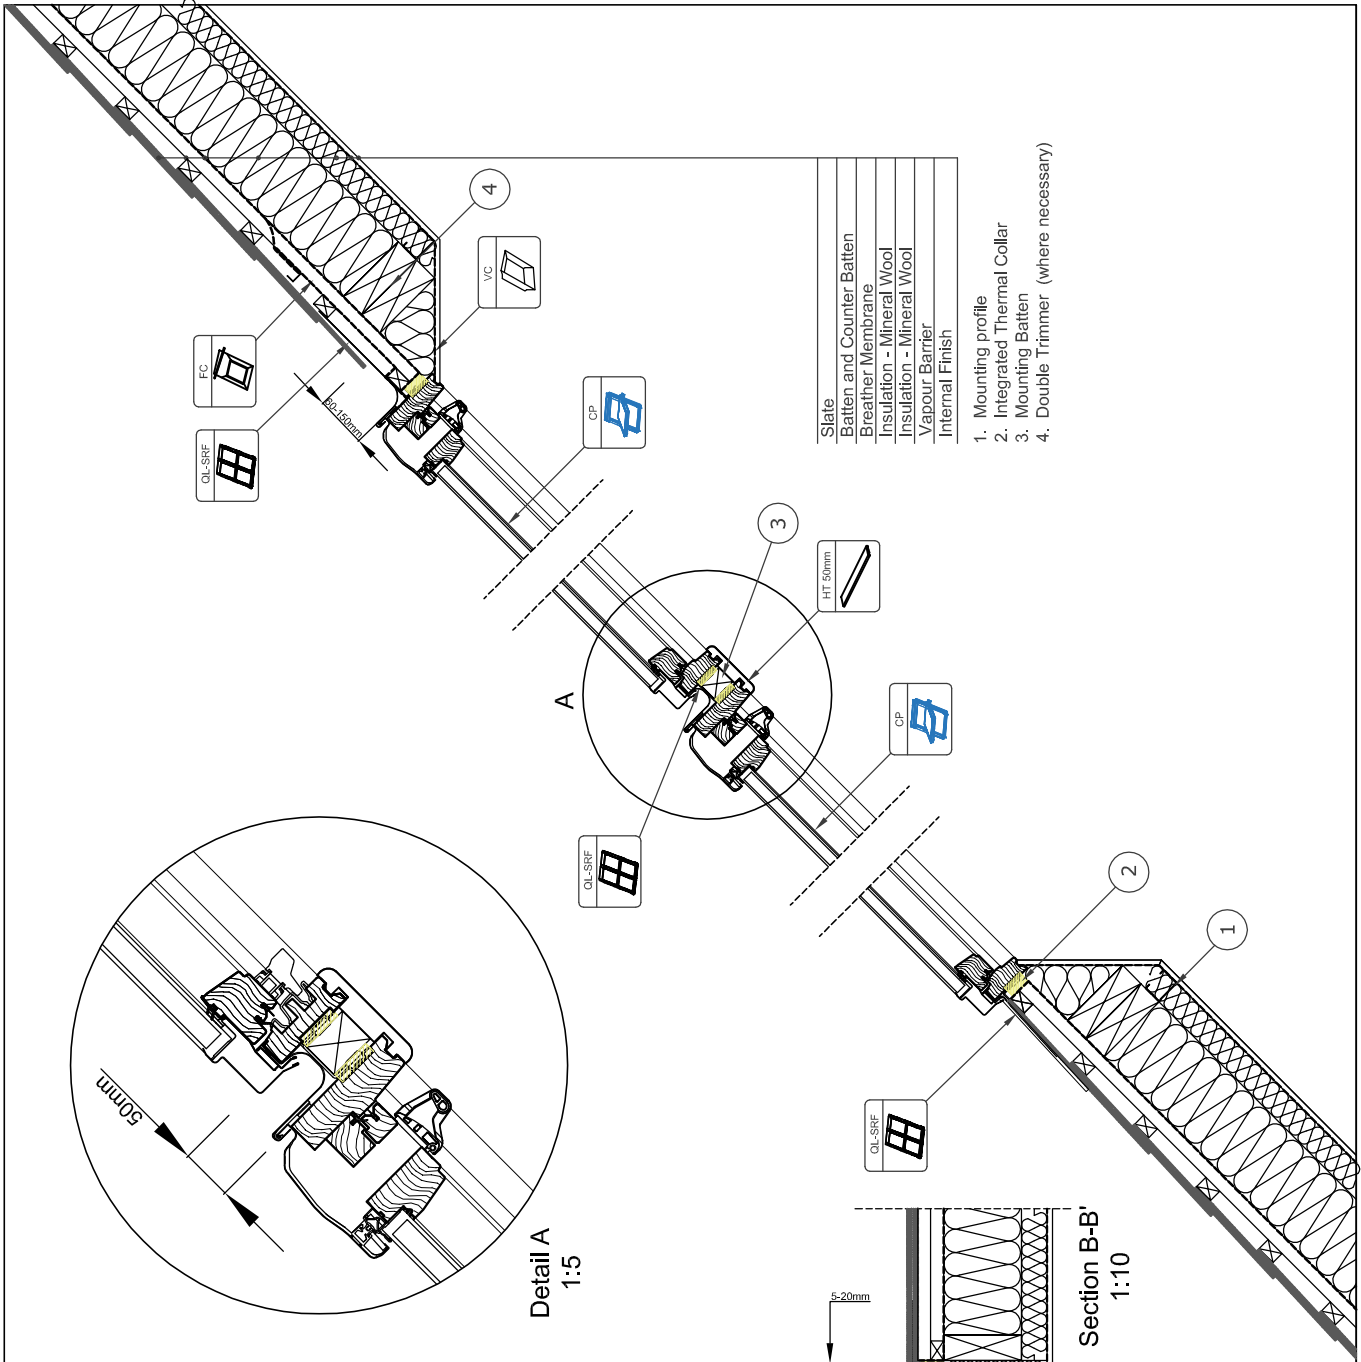 4
VC
FC
QL-SRF
60-150mm
CP
Slate
Batten and Counter Batten
Breather Membrane
Insulation - Mineral Wool
Insulation - Mineral Wool
Vapour Barrier
Internal Finish
1. Mounting profile
2. Integrated Thermal Collar
3. Mounting Batten
4. Double Trimmer (where necessary)
3
HT 50mm
A
CP
QL-SRF
2
1
QL-SRF
50mm
Detail A
1:5
5-20mm
Section B-B'
1:10